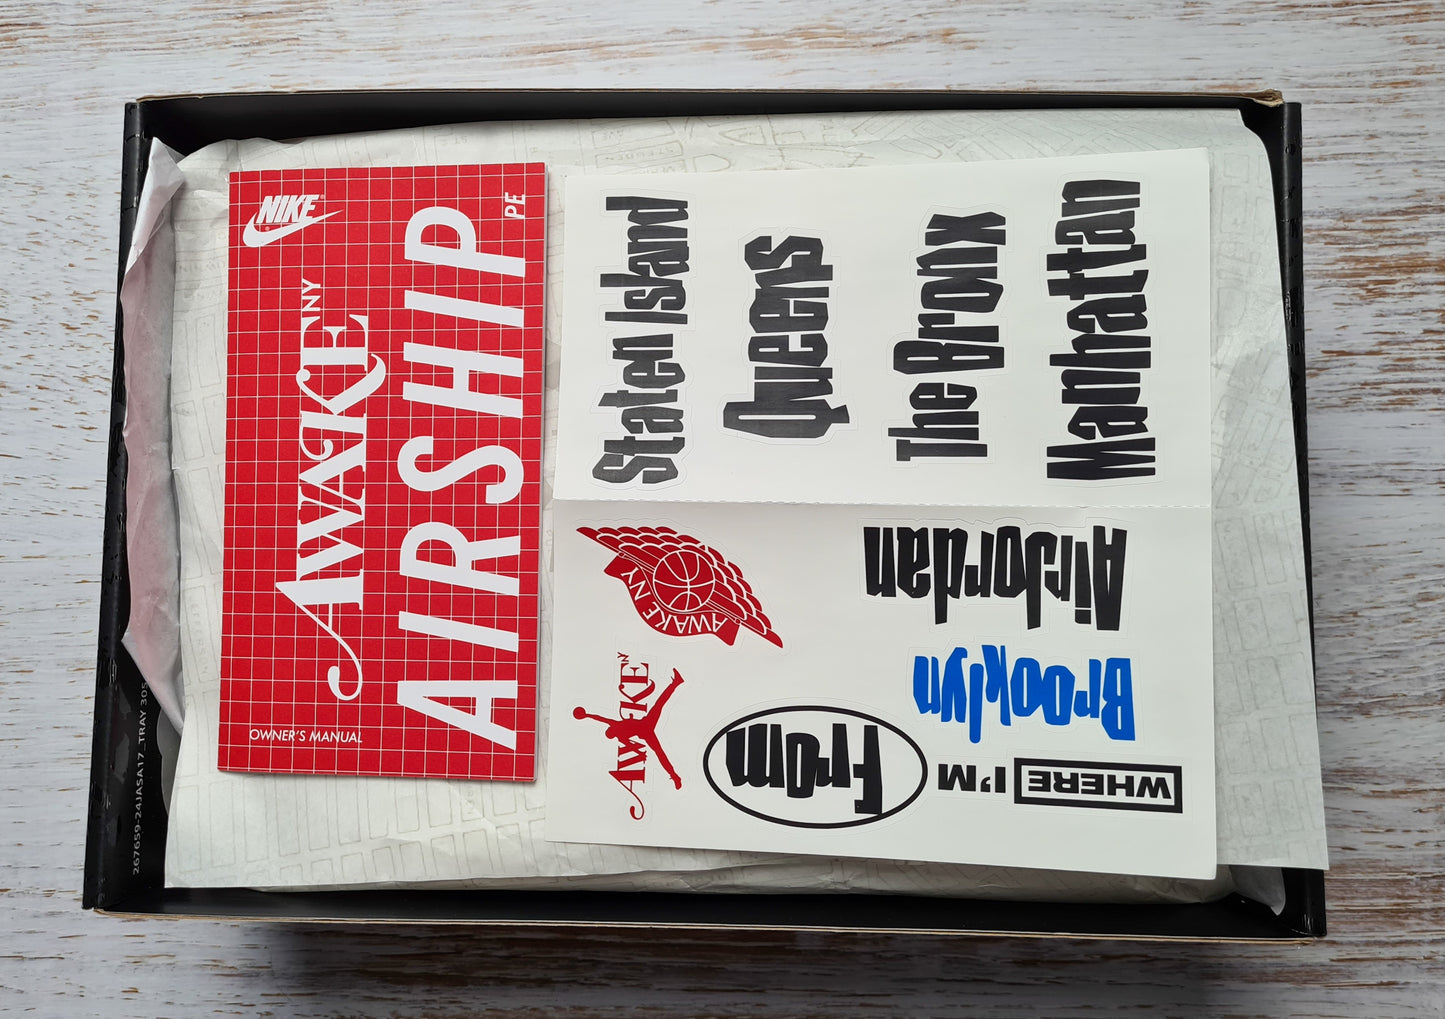 NIKE
AWAKE NY
AIRSHIP
PE
OWNER'S MANUAL
Staten Island
Queens
The Bronx
Manhattan
AWAKE NY
AirJordan
Brooklyn
AWAKE NY
From
WHERE I'M
267659-24JASA17_TRAY 305